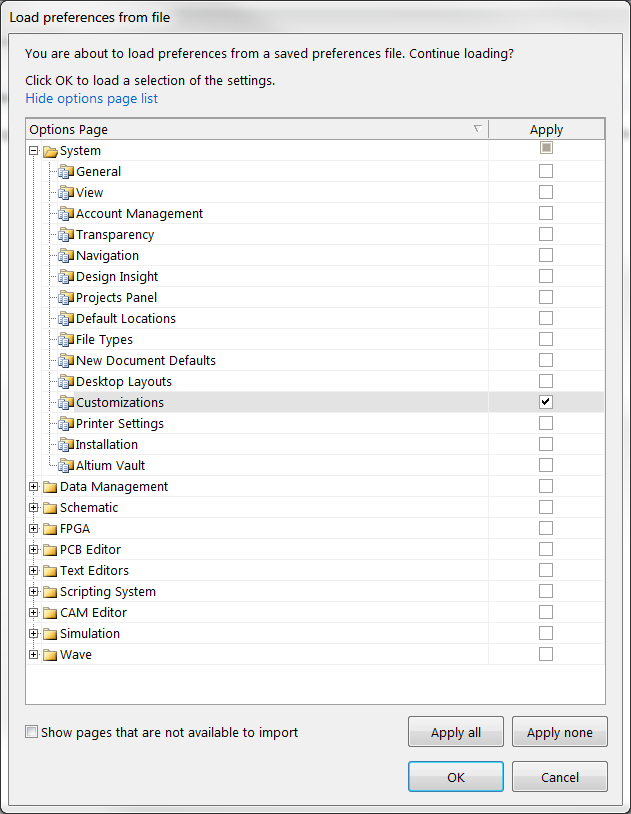 Load preferences from file
You are about to load preferences from a saved preferences file. Continue loading?
Click OK to load a selection of the settings.
Hide options page list
Options Page Apply
System
General
View
Account Management
Transparency
Navigation
Design Insight
Projects Panel
Default Locations
File Types
New Document Defaults
Desktop Layouts
Customizations
Printer Settings
Installation
Altium Vault
Data Management
Schematic
FPGA
PCB Editor
Text Editors
Scripting System
CAM Editor
Simulation
Wave
Show pages that are not available to import
Apply all Apply none
OK Cancel